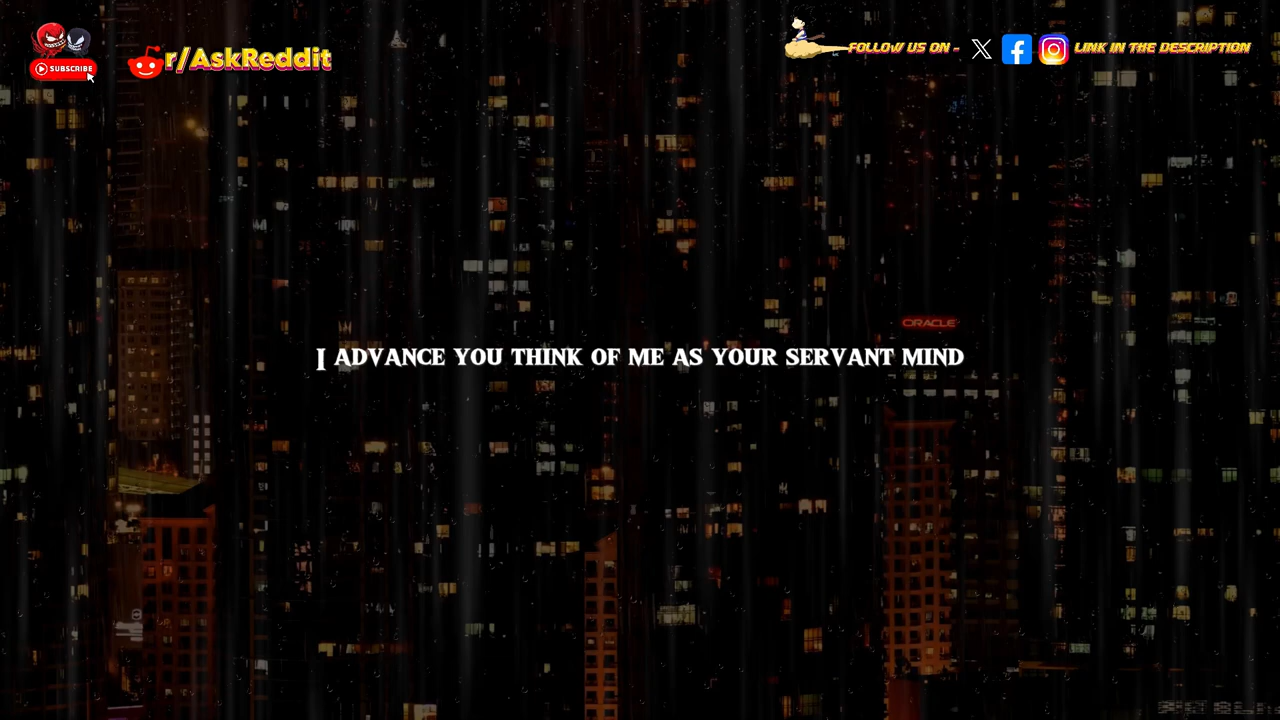 SUBSCRIBE
r/AskReddit
FOLLOW US ON -
LINK IN THE DESCRIPTION
ORACLE
I ADVANCE YOU THINK OF ME AS YOUR SERVANT MIND